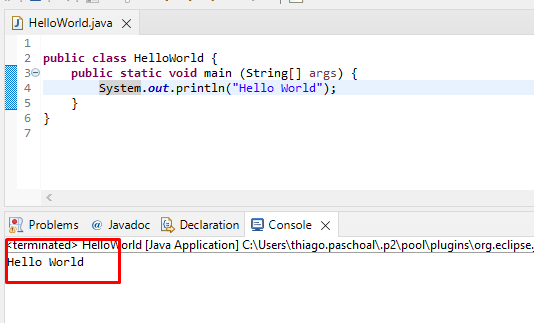 HelloWorld.java
1
2 public class HelloWorld {
3 public static void main (String[] args) {
4 System.out.println("Hello World");
5 }
6 }
7
Problems @ Javadoc Declaration Console
<terminated> HelloWorld [Java Application] C:\Users\thiago.paschoal\.p2\pool\plugins\org.eclipse.
Hello World